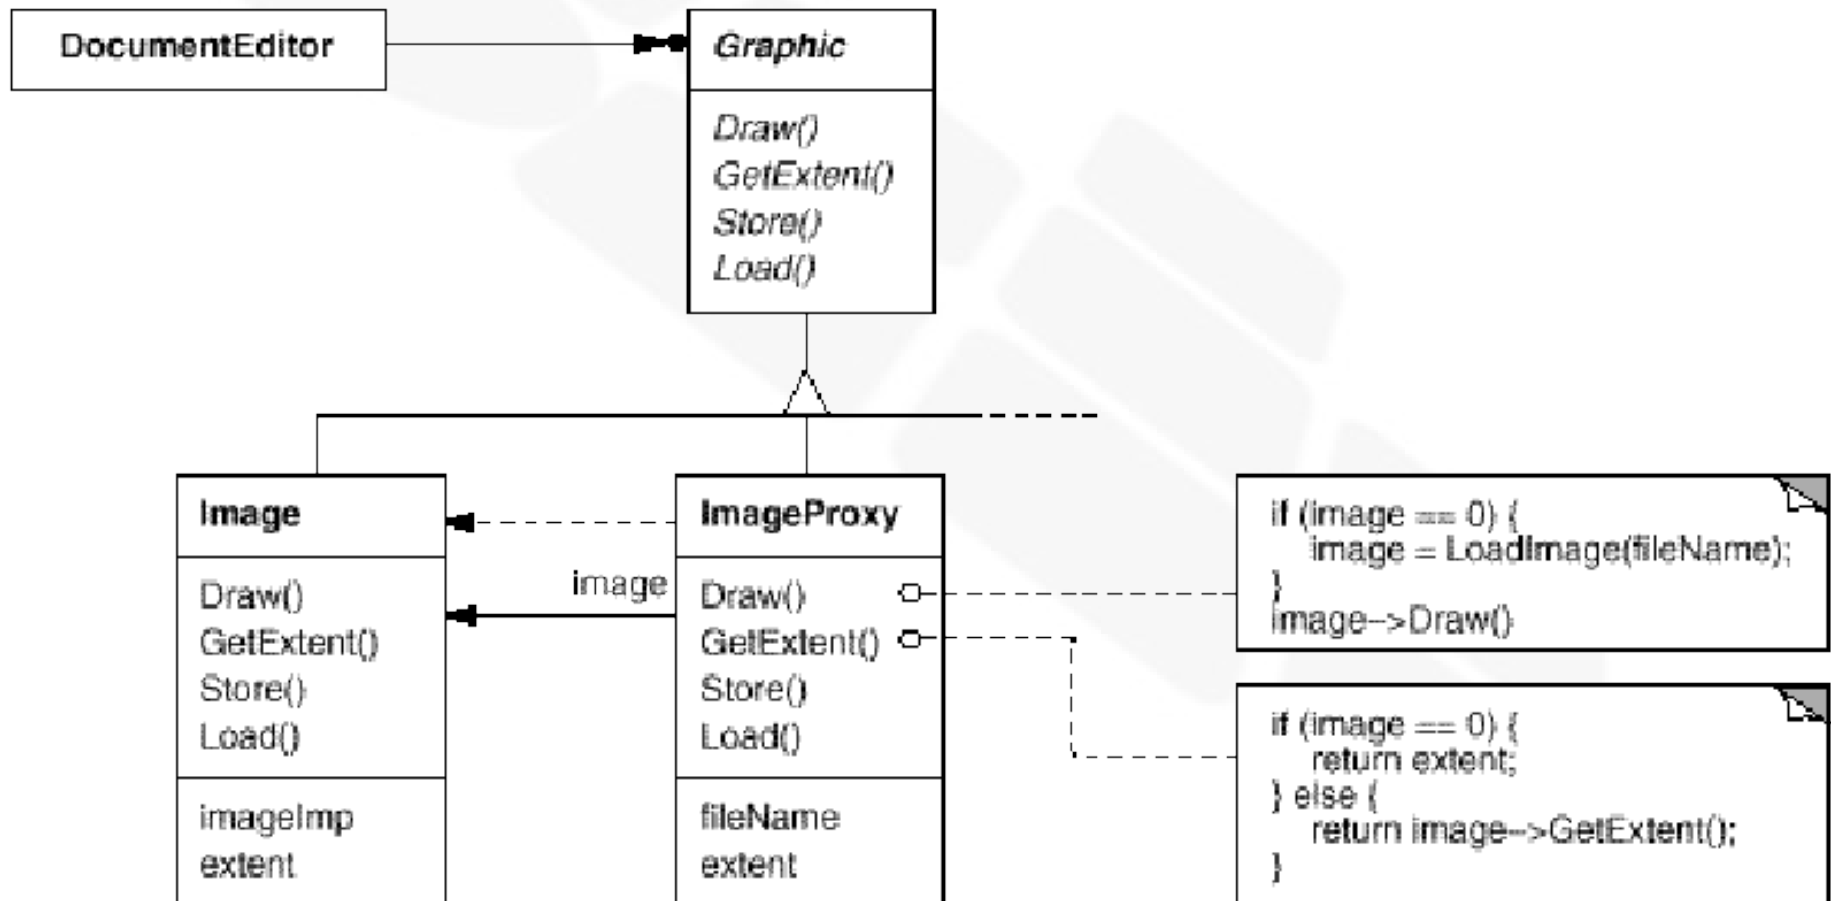 DocumentEditor
Graphic
Draw()
GetExtent()
Store()
Load()
Image
Draw()
GetExtent()
Store()
Load()
imageImp
extent
image
ImageProxy
Draw()
GetExtent()
Store()
Load()
fileName
extent
if (image == 0) {
image = LoadImage(fileName);
}
image->Draw()
if (image == 0) {
return extent;
} else {
return image->GetExtent();
}